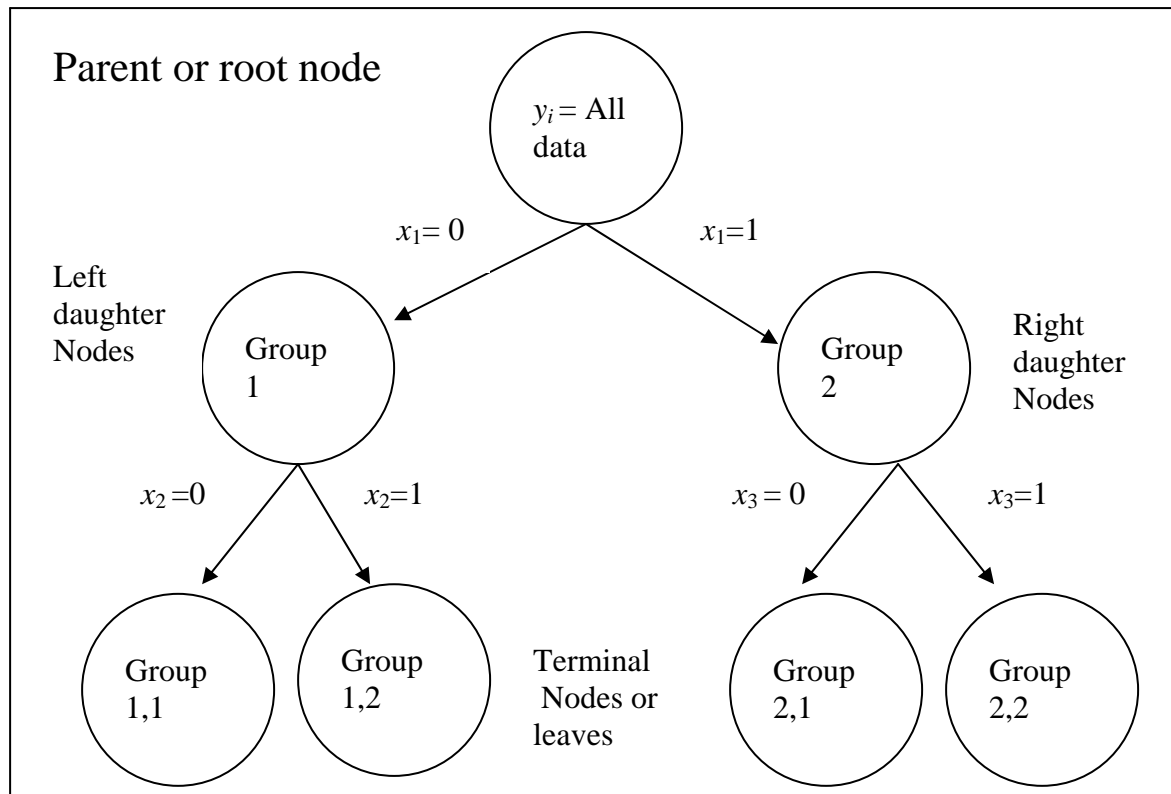 Parent or root node
yᵢ = All
data
x₁= 0
x₁=1
Left
daughter
Nodes
Group
1
Group
2
Right
daughter
Nodes
x₂ =0
x₂=1
x₃ = 0
x₃=1
Group
1,1
Group
1,2
Terminal
Nodes or
leaves
Group
2,1
Group
2,2